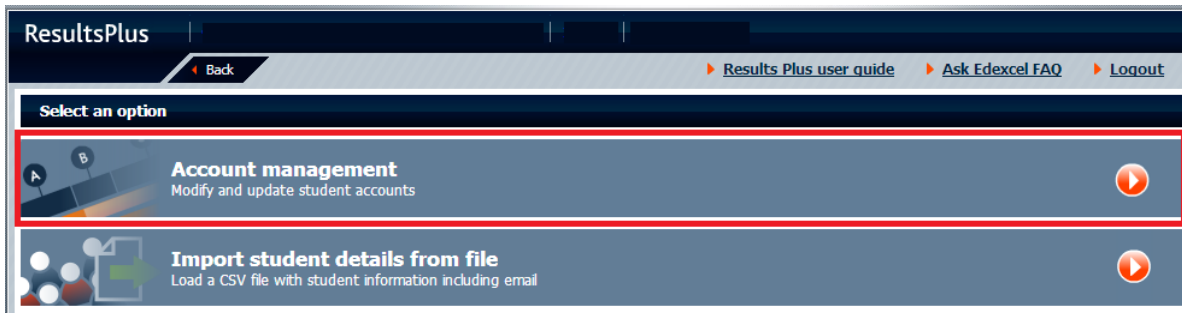 ResultsPlus
Back
Results Plus user guide
Ask Edexcel FAQ
Logout
Select an option
A
B
Account management
Modify and update student accounts
Import student details from file
Load a CSV file with student information including email